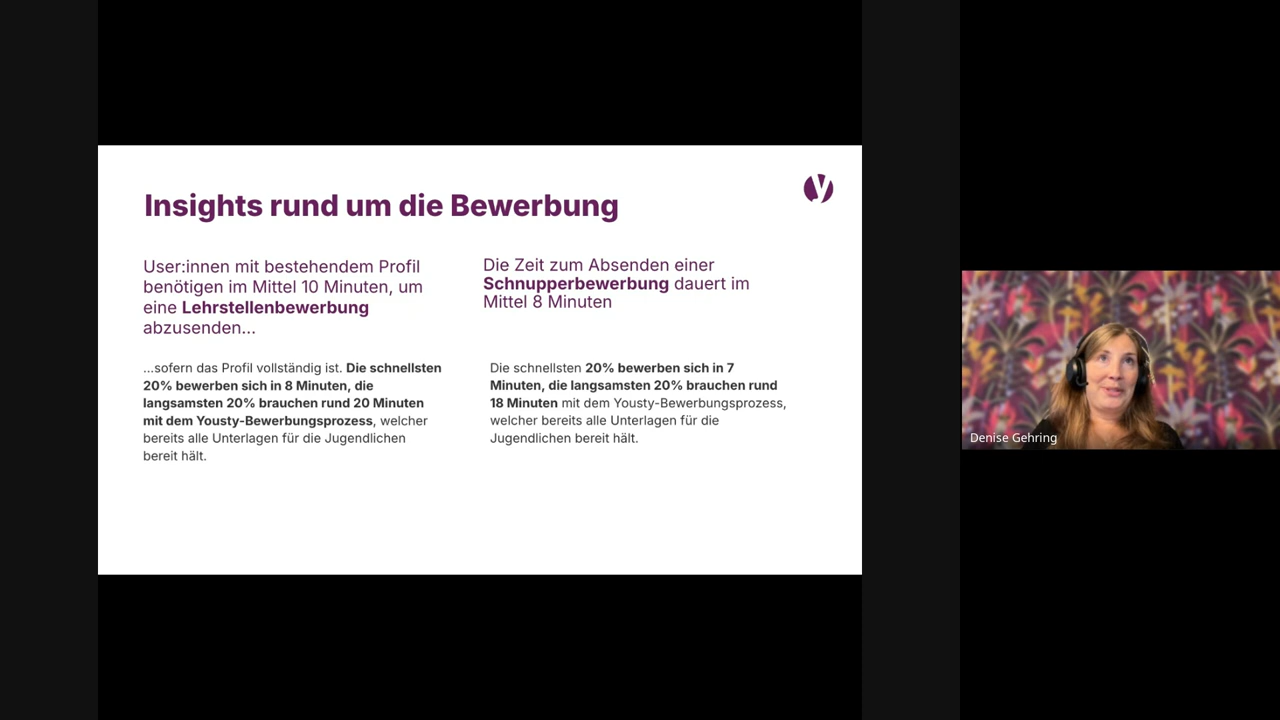 Insights rund um die Bewerbung
User:innen mit bestehendem Profil
benötigen im Mittel 10 Minuten, um
eine Lehrstellenbewerbung
abzusenden...
...sofern das Profil vollständig ist. Die schnellsten
20% bewerben sich in 8 Minuten, die
langsamsten 20% brauchen rund 20 Minuten
mit dem Yousty-Bewerbungsprozess, welcher
bereits alle Unterlagen für die Jugendlichen
bereit hält.
Die Zeit zum Absenden einer
Schnupperbewerbung dauert im
Mittel 8 Minuten
Die schnellsten 20% bewerben sich in 7
Minuten, die langsamsten 20% brauchen rund
18 Minuten mit dem Yousty-Bewerbungsprozess,
welcher bereits alle Unterlagen für die
Jugendlichen bereit hält.
Denise Gehring